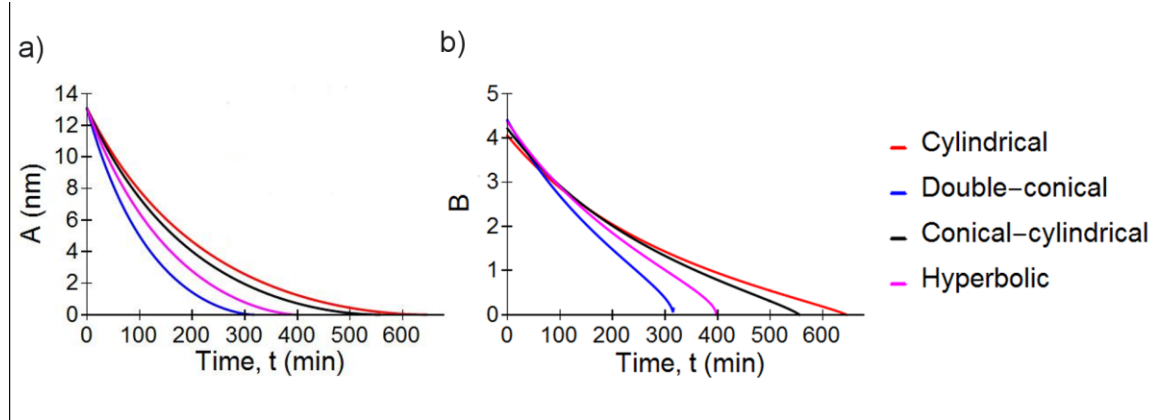 a)
14
12
10
8
6
4
2
0
A (nm)
0 100 200 300 400 500 600
Time, t (min)
b)
5
4
3
2
1
0
B
0 100 200 300 400 500 600
Time, t (min)
Cylindrical
Double−conical
Conical−cylindrical
Hyperbolic